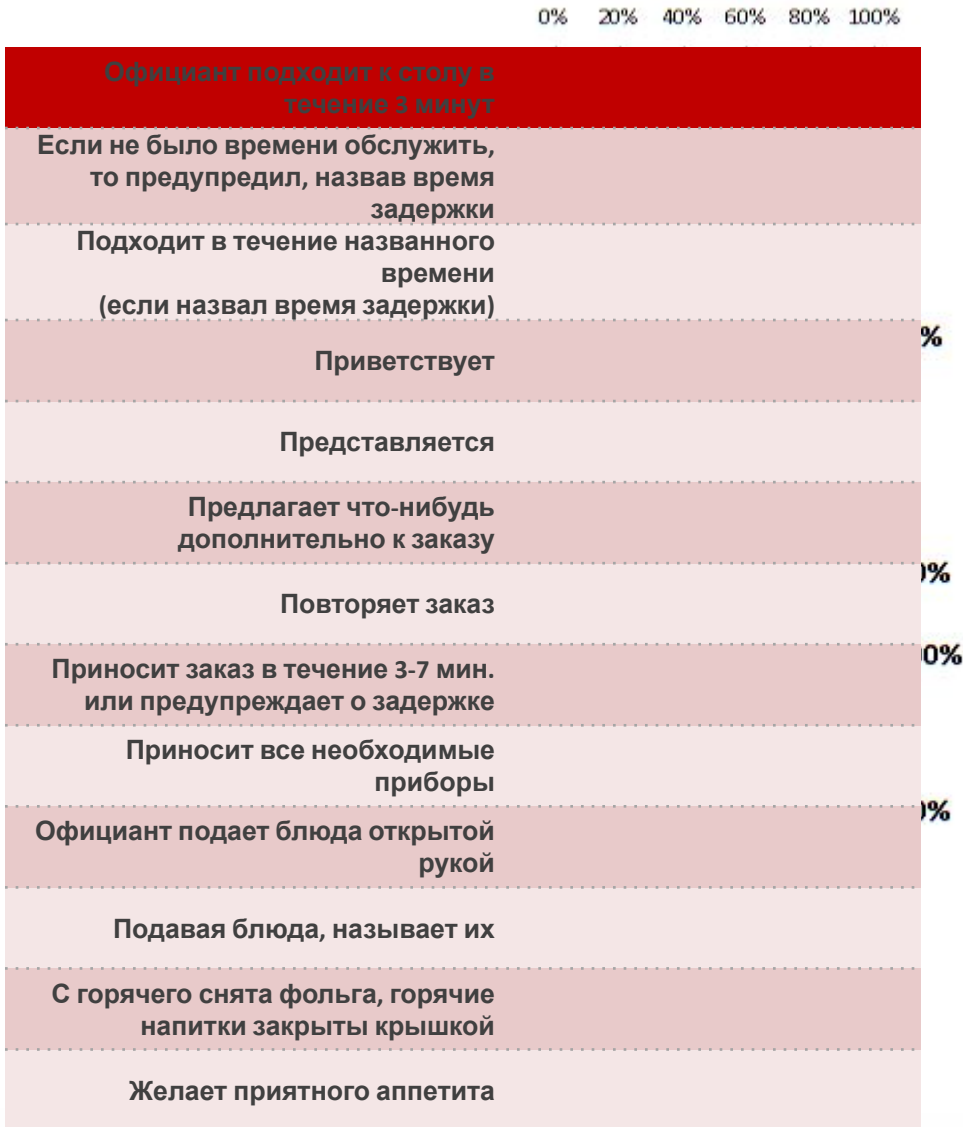 0% 20% 40% 60% 80% 100%
Официант подходит к столу в
течение 3 минут
Если не было времени обслужить,
то предупредил, назвав время
задержки
Подходит в течение названного
времени
(если назвал время задержки)
%
Приветствует
Представляется
Предлагает что-нибудь
дополнительно к заказу
0%
Повторяет заказ
0%
Приносит заказ в течение 3-7 мин.
или предупреждает о задержке
Приносит все необходимые
приборы
0%
Официант подает блюда открытой
рукой
Подавая блюда, называет их
С горячего снята фольга, горячие
напитки закрыты крышкой
Желает приятного аппетита